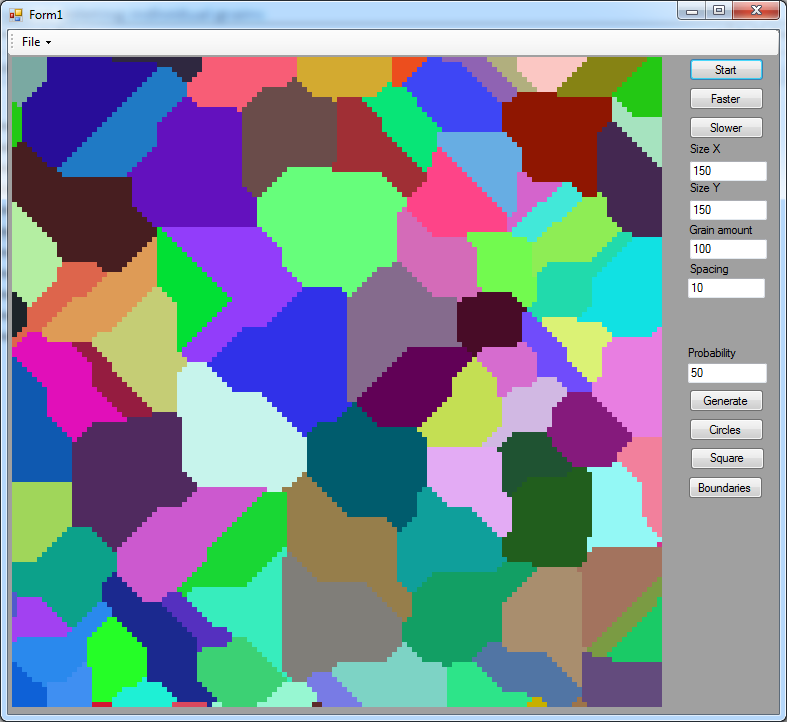 Form1
File
Start
Faster
Slower
Size X
150
Size Y
150
Grain amount
100
Spacing
10
Probability
50
Generate
Circles
Square
Boundaries